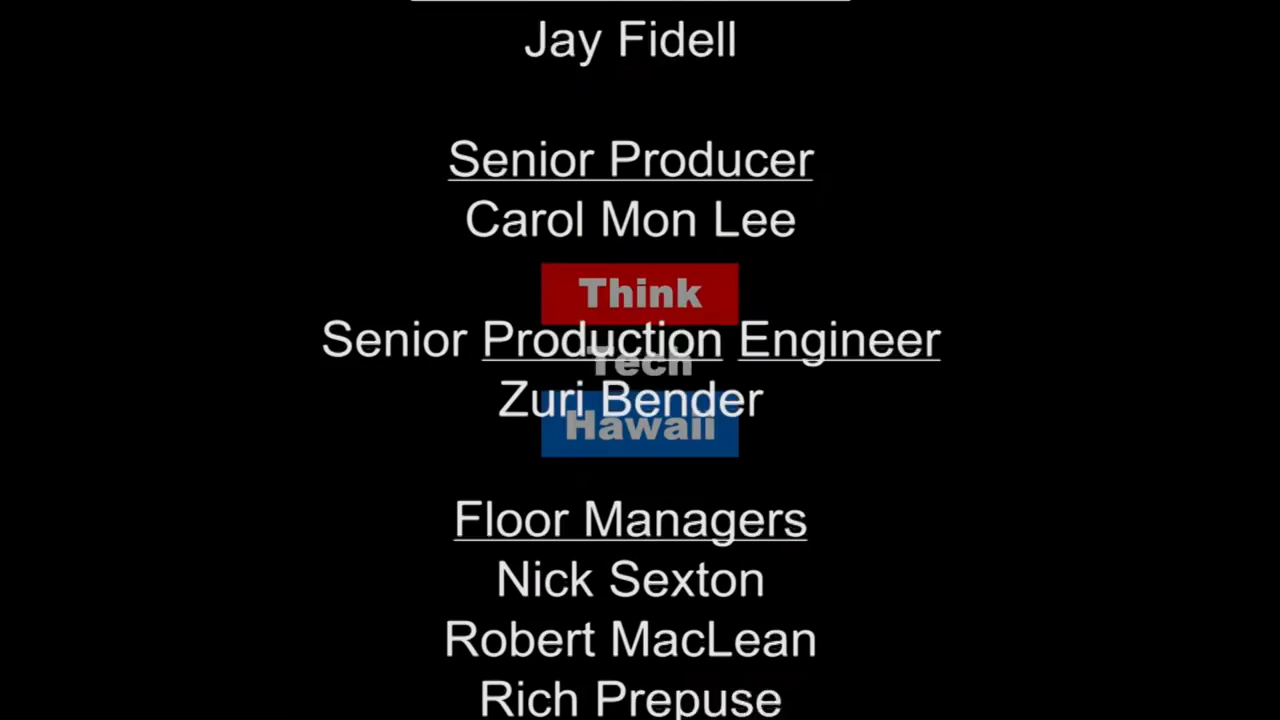 Jay Fidell
Senior Producer
Carol Mon Lee
Think
Senior Production Engineer
Tech
Zuri Bender
Hawaii
Floor Managers
Nick Sexton
Robert MacLean
Rich Prepuse